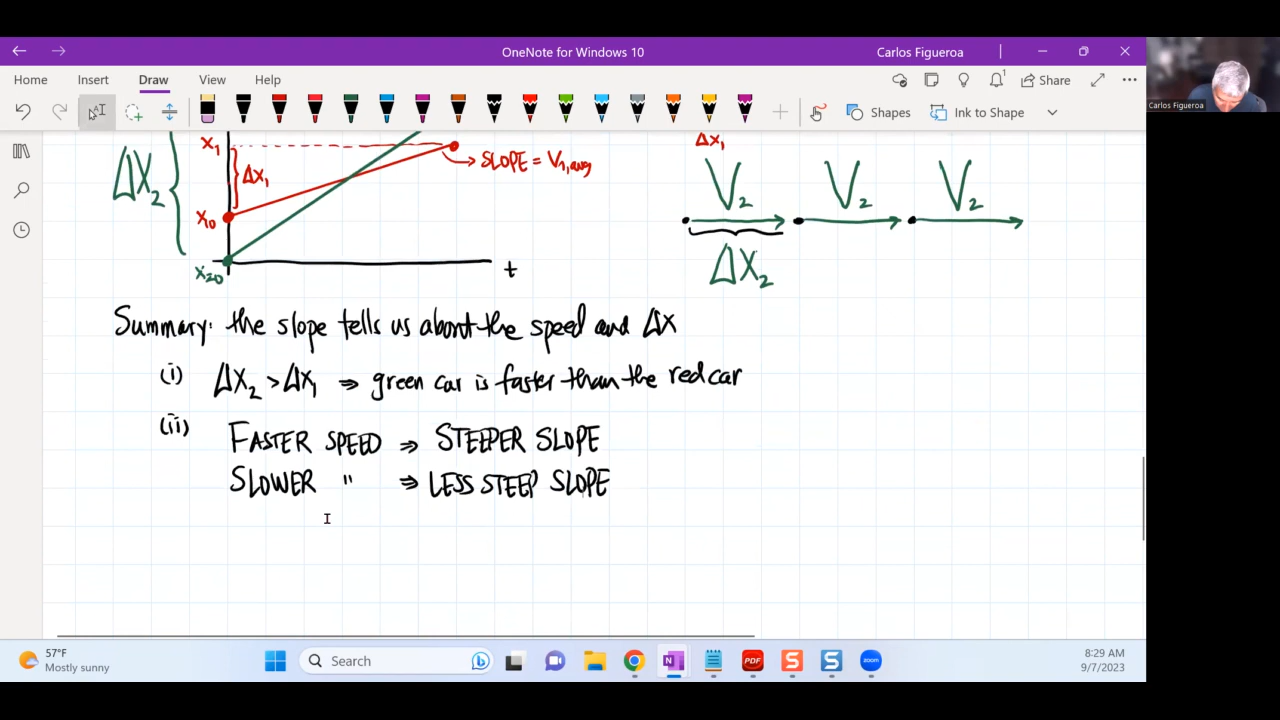 OneNote for Windows 10
Carlos Figueroa
Home Insert Draw View Help
Share
Shapes
Ink to Shape
Carlos Figueroa
ΔX₂
x₁
Δx₁
SLOPE = V₁,avg
x₁₀
x₂₀
t
Δx₁
V₂ V₂ V₂
ΔX₂
Summary: the slope tells us about the speed and Δx
(i) ΔX₂ > ΔX₁ ⇒ green car is faster than the red car
(ii) FASTER SPEED ⇒ STEEPER SLOPE
SLOWER " ⇒ LESS STEEP SLOPE
57°F
Mostly sunny
Search
PDF
S
S
zoom
8:29 AM
9/7/2023